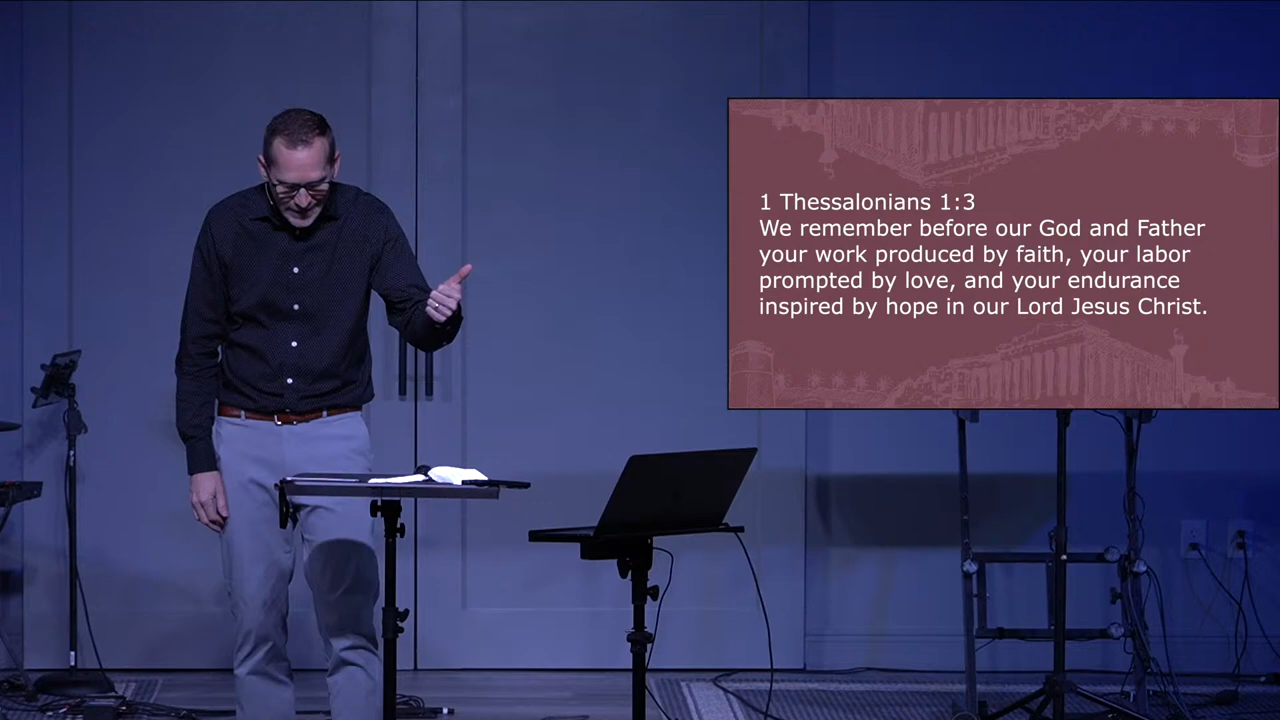 1 Thessalonians 1:3
We remember before our God and Father
your work produced by faith, your labor
prompted by love, and your endurance
inspired by hope in our Lord Jesus Christ.